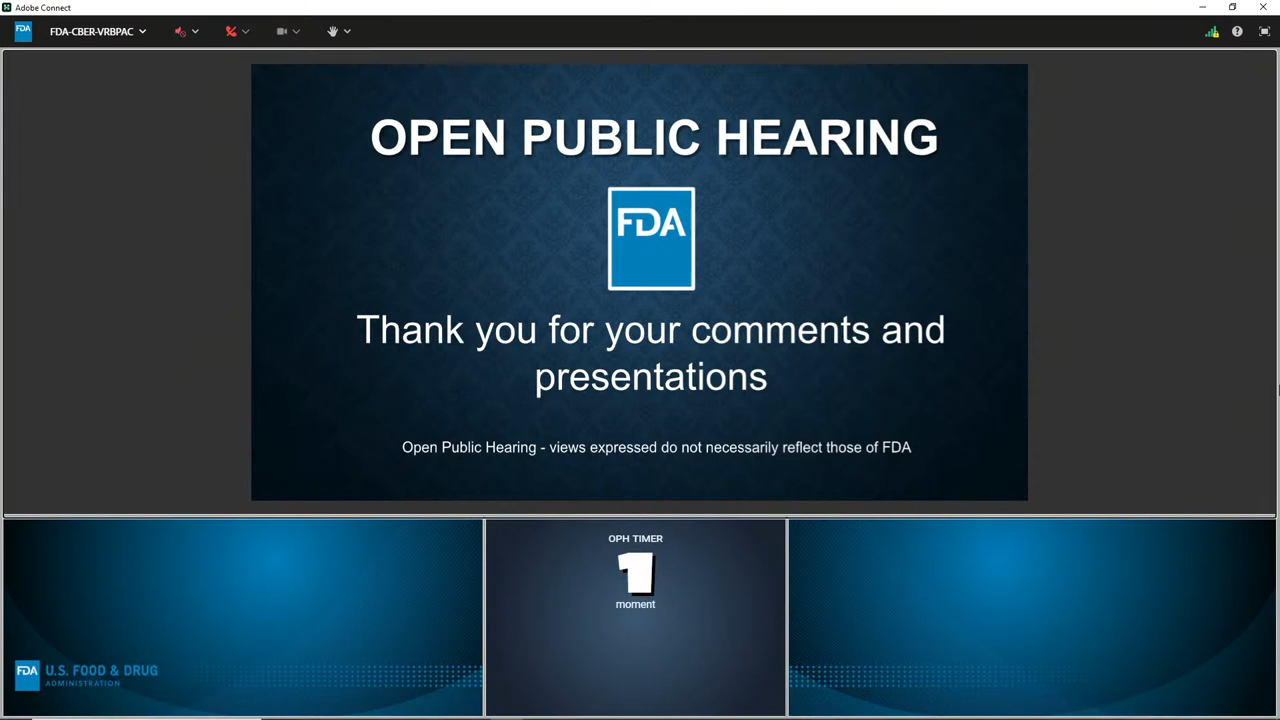 Adobe Connect
FDA
FDA-CBER-VRBPAC
OPEN PUBLIC HEARING
FDA
Thank you for your comments and
presentations
Open Public Hearing - views expressed do not necessarily reflect those of FDA
OPH TIMER
1
moment
FDA
U.S. FOOD & DRUG
ADMINISTRATION